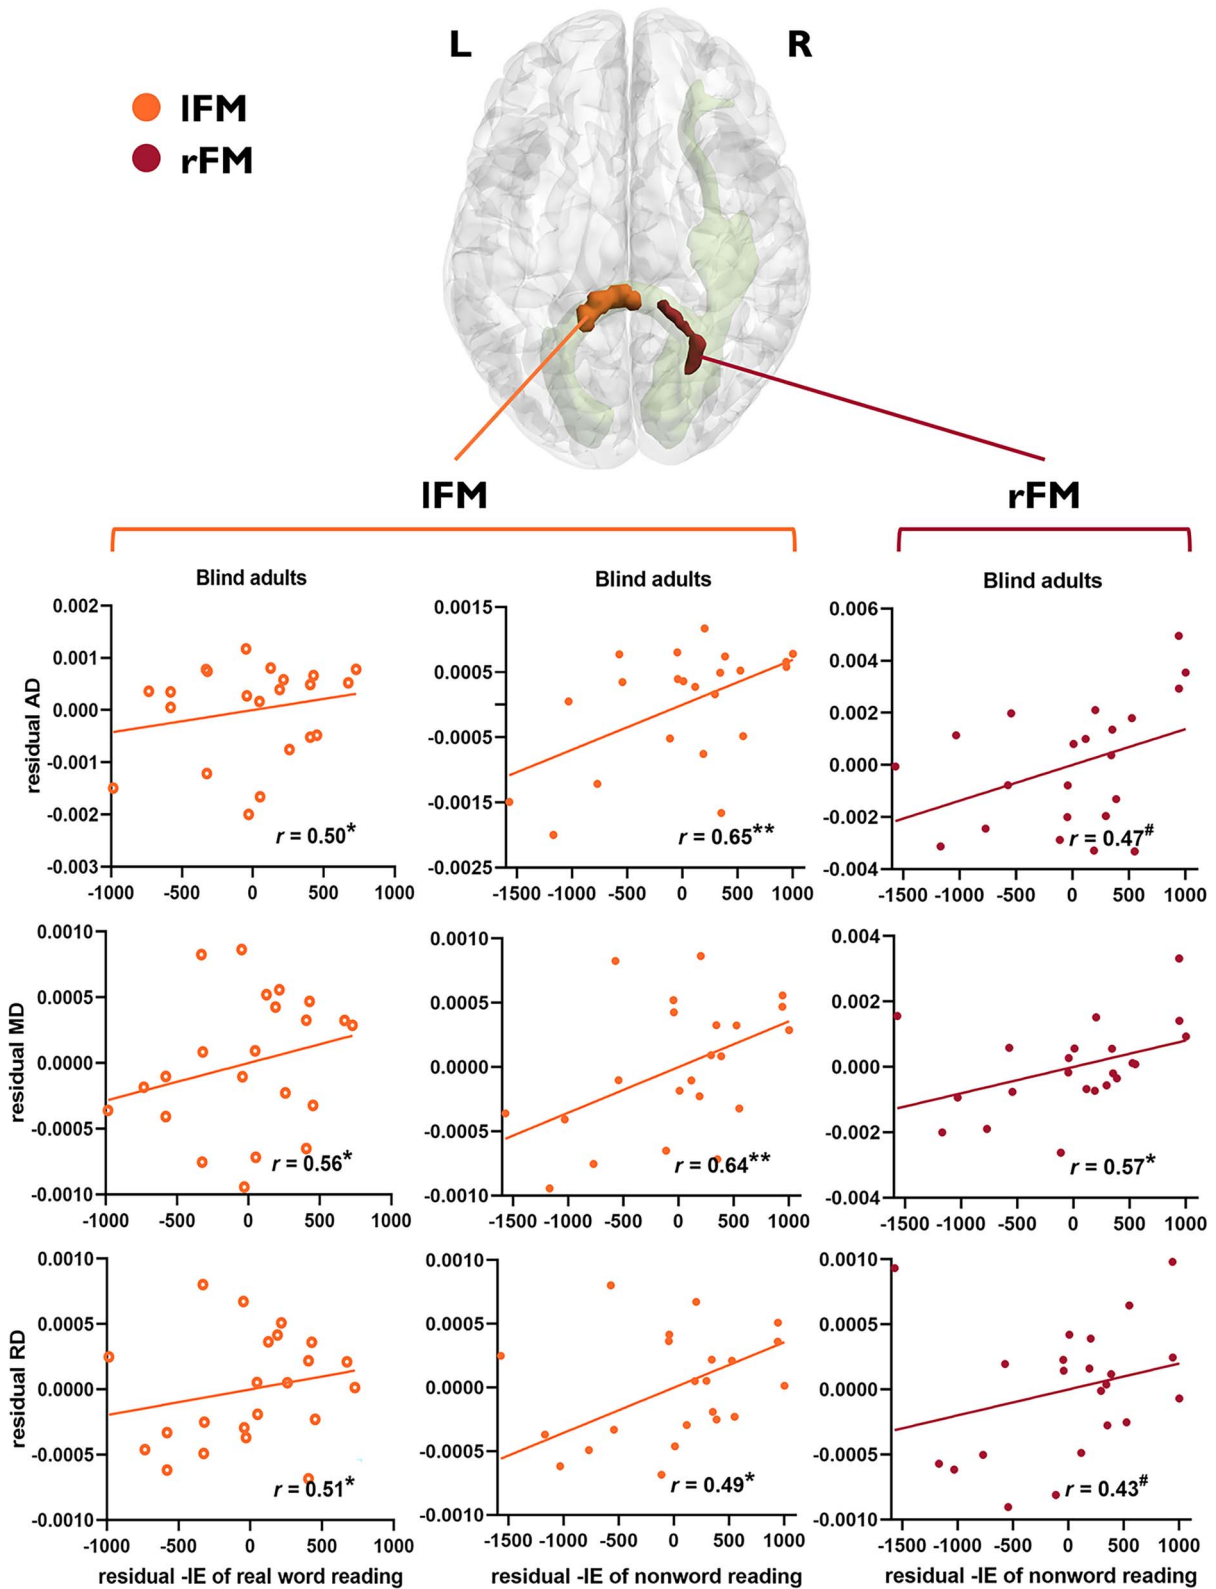 L
R
lFM
rFM
lFM
rFM
Blind adults
Blind adults
Blind adults
residual AD
0.002
0.001
0.000
-0.001
-0.002
-0.003
-1000 -500 0 500 1000
r = 0.50*
0.0015
0.0005
-0.0005
-0.0015
-0.0025
-1500 -1000 -500 0 500 1000
r = 0.65**
0.006
0.004
0.002
0.000
-0.002
-0.004
-1500 -1000 -500 0 500 1000
r = 0.47#
residual MD
0.0010
0.0005
0.0000
-0.0005
-0.0010
-1000 -500 0 500 1000
r = 0.56*
0.0010
0.0005
0.0000
-0.0005
-0.0010
-1500 -1000 -500 0 500 1000
r = 0.64**
0.004
0.002
0.000
-0.002
-0.004
-1500 -1000 -500 0 500 1000
r = 0.57*
residual RD
0.0010
0.0005
0.0000
-0.0005
-0.0010
-1000 -500 0 500 1000
r = 0.51*
residual -IE of real word reading
0.0010
0.0005
0.0000
-0.0005
-0.0010
-1500 -1000 -500 0 500 1000
r = 0.49*
residual -IE of nonword reading
0.0010
0.0005
0.0000
-0.0005
-0.0010
-1500 -1000 -500 0 500 1000
r = 0.43#
residual -IE of nonword reading